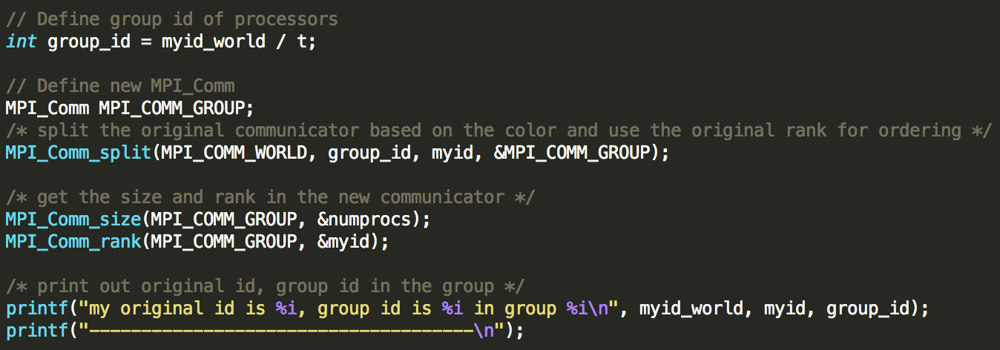 // Define group id of processors
int group_id = myid_world / t;
// Define new MPI_Comm
MPI_Comm MPI_COMM_GROUP;
/* split the original communicator based on the color and use the original rank for ordering */
MPI_Comm_split(MPI_COMM_WORLD, group_id, myid, &MPI_COMM_GROUP);
/* get the size and rank in the new communicator */
MPI_Comm_size(MPI_COMM_GROUP, &numprocs);
MPI_Comm_rank(MPI_COMM_GROUP, &myid);
/* print out original id, group id in the group */
printf("my original id is %i, group id is %i in group %i\n", myid_world, myid, group_id);
printf("-------------------------------------\n");